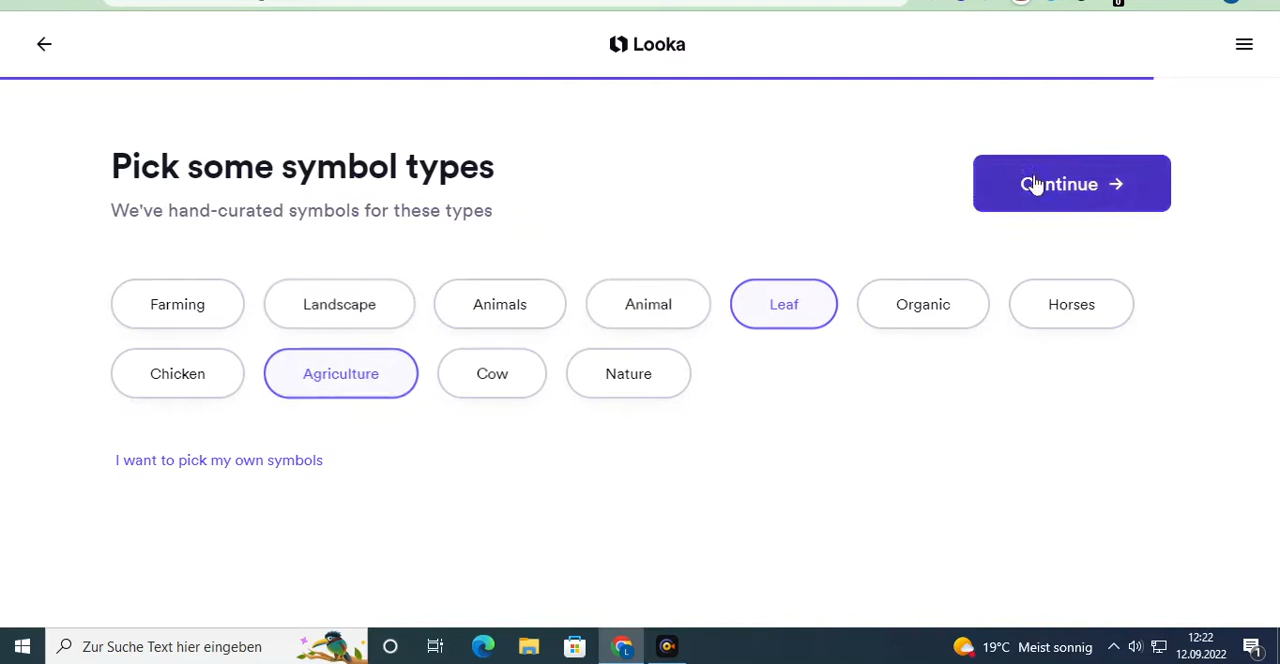 Looka
Pick some symbol types
Continue →
We've hand-curated symbols for these types
Farming Landscape Animals Animal Leaf Organic Horses
Chicken Agriculture Cow Nature
I want to pick my own symbols
Zur Suche Text hier eingeben
19°C Meist sonnig
12:22
12.09.2022
1